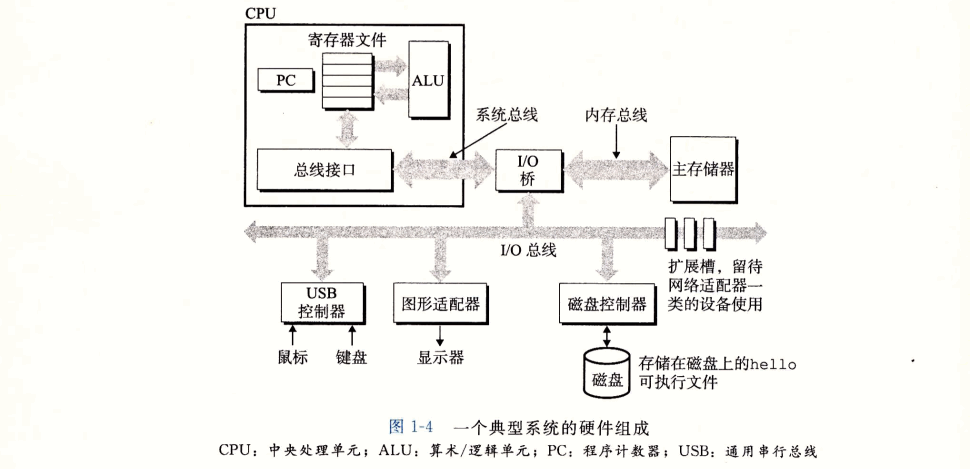 CPU
寄存器文件
PC
ALU
系统总线
内存总线
总线接口
I/O
桥
主存储器
I/O 总线
扩展槽，留待
网络适配器一
类的设备使用
USB
控制器
图形适配器
磁盘控制器
鼠标
键盘
显示器
磁盘
存储在磁盘上的hello
可执行文件
图 1-4 一个典型系统的硬件组成
CPU：中央处理单元；ALU：算术/逻辑单元；PC：程序计数器；USB：通用串行总线